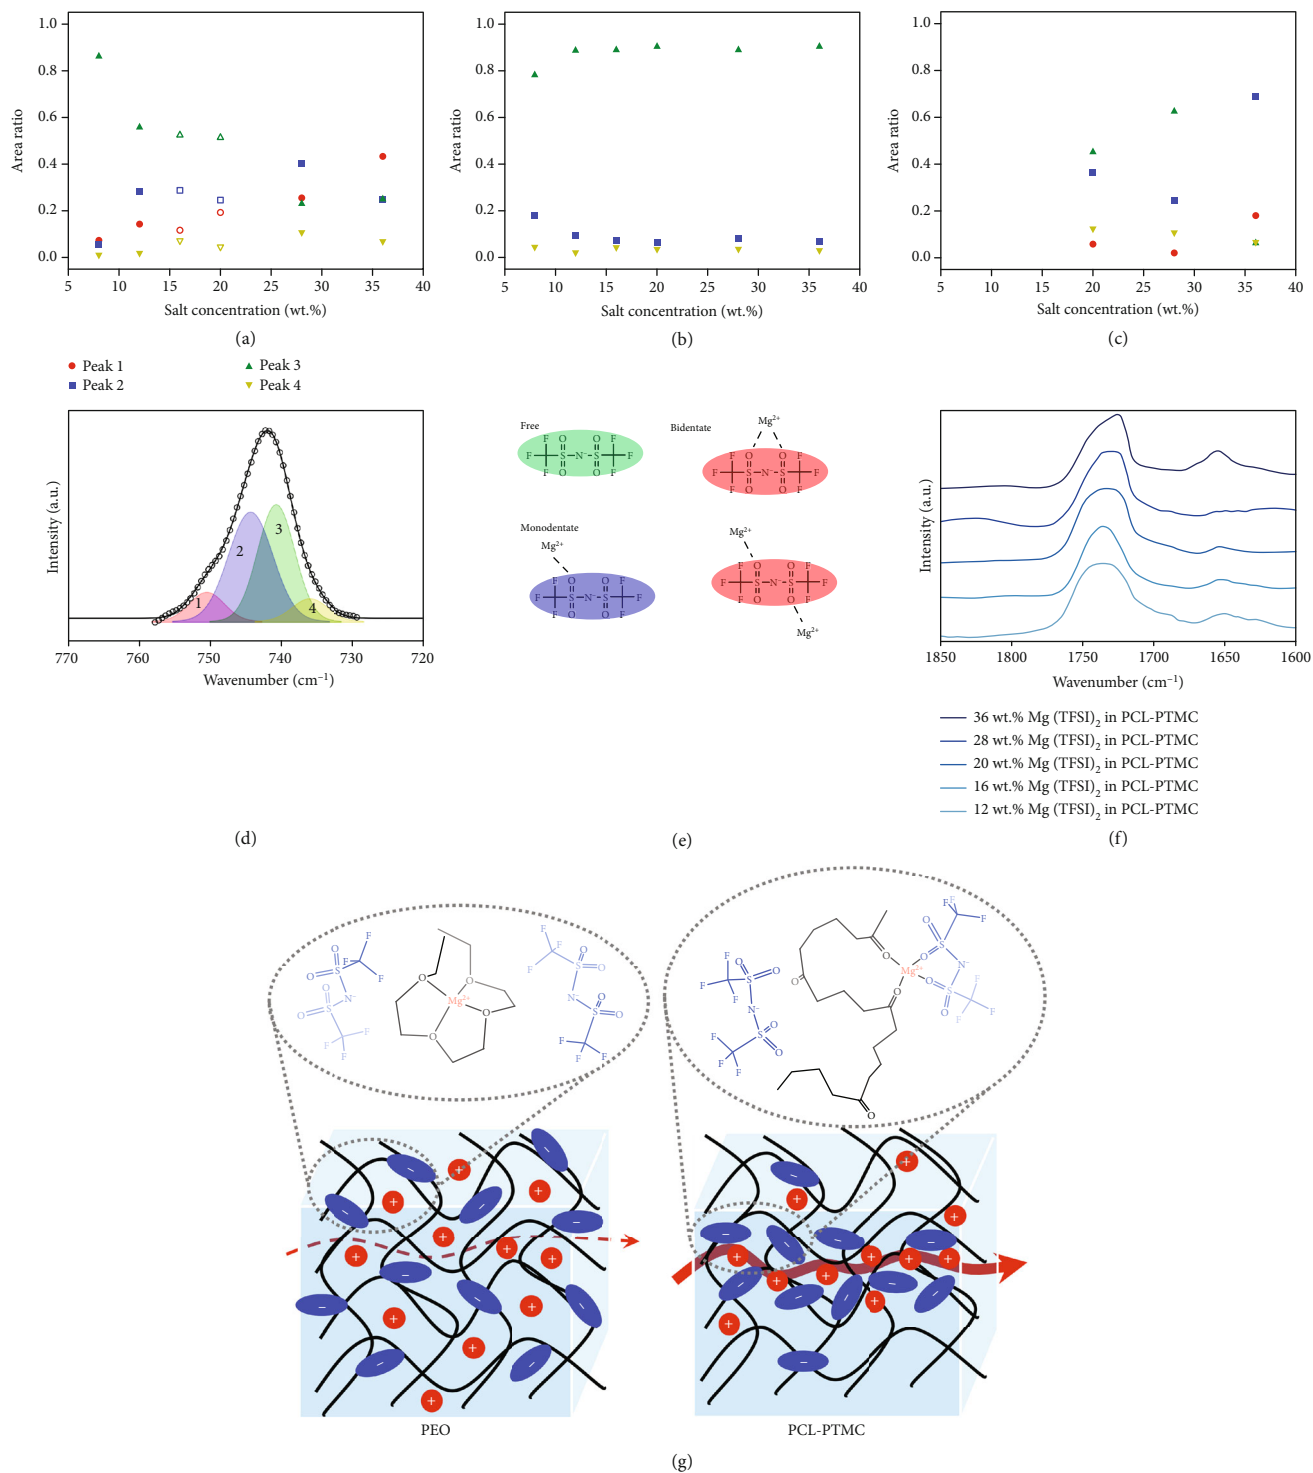 1.0
0.8
0.6
0.4
0.2
0.0
Area ratio
5 10 15 20 25 30 35 40
Salt concentration (wt.%)
(a)
1.0
0.8
0.6
0.4
0.2
0.0
Area ratio
5 10 15 20 25 30 35 40
Salt concentration (wt.%)
(b)
1.0
0.8
0.6
0.4
0.2
0.0
Area ratio
5 10 15 20 25 30 35 40
Salt concentration (wt.%)
(c)
Peak 1
Peak 2
Peak 3
Peak 4
Intensity (a.u.)
1
2
3
4
770 760 750 740 730 720
Wavenumber (cm⁻¹)
(d)
Free
F O O F
F S N⁻ S F
F O O F
Bidentate
Mg²⁺
F O O F
F S N⁻ S F
F O O F
Monodentate
Mg²⁺
F O O F
F S N⁻ S F
F O O F
Mg²⁺
F O O F
F S N⁻ S F
F O O F
Mg²⁺
(e)
Intensity (a.u.)
1850 1800 1750 1700 1650 1600
Wavenumber (cm⁻¹)
36 wt.% Mg (TFSI)₂ in PCL-PTMC
28 wt.% Mg (TFSI)₂ in PCL-PTMC
20 wt.% Mg (TFSI)₂ in PCL-PTMC
16 wt.% Mg (TFSI)₂ in PCL-PTMC
12 wt.% Mg (TFSI)₂ in PCL-PTMC
(f)
F
F F
O S
O
N⁻
O S O
F
F F
O O
Mg²⁺
O O
F F
F
S O
O
N⁻
S O
O
F F F
O O
S
F F
N⁻
O S
O
F F
F
O
O
Mg²⁺
O
O
F F
F
O S
O
N⁻
O S
O
F
F F
PEO
PCL-PTMC
(g)